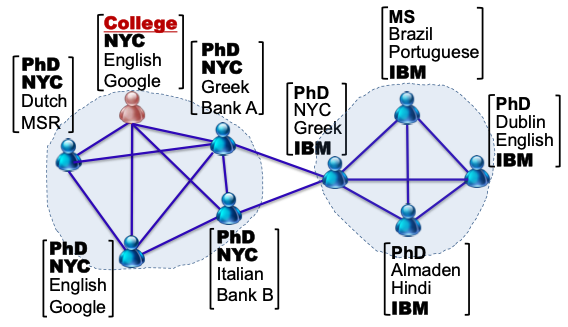 College
NYC
English
Google
PhD
NYC
Dutch
MSR
PhD
NYC
Greek
Bank A
PhD
NYC
Greek
IBM
MS
Brazil
Portuguese
IBM
PhD
Dublin
English
IBM
PhD
NYC
English
Google
PhD
NYC
Italian
Bank B
PhD
Almaden
Hindi
IBM